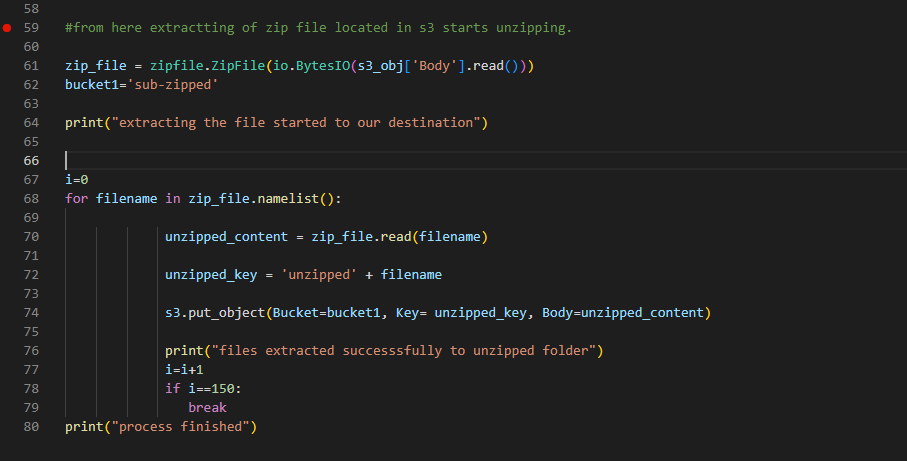 58
59 #from here extractting of zip file located in s3 starts unzipping.
60
61 zip_file = zipfile.ZipFile(io.BytesIO(s3_obj['Body'].read()))
62 bucket1='sub-zipped'
63
64 print("extracting the file started to our destination")
65
66
67 i=0
68 for filename in zip_file.namelist():
69
70 unzipped_content = zip_file.read(filename)
71
72 unzipped_key = 'unzipped' + filename
73
74 s3.put_object(Bucket=bucket1, Key= unzipped_key, Body=unzipped_content)
75
76 print("files extracted successsfully to unzipped folder")
77 i=i+1
78 if i==150:
79 break
80 print("process finished")